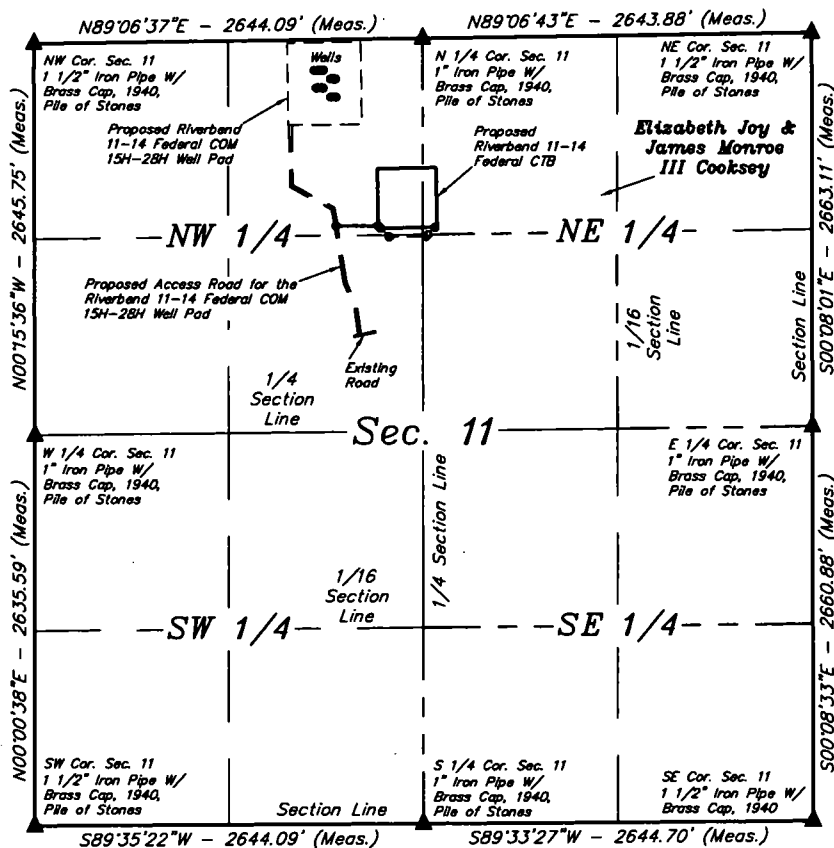 N89°06'37"E - 2644.09' (Meas.)
N89°06'43"E - 2643.88' (Meas.)
NW Cor. Sec. 11
1 1/2" Iron Pipe W/
Brass Cap, 1940,
Pile of Stones
Wells
N 1/4 Cor. Sec. 11
1" Iron Pipe W/
Brass Cap, 1940,
Pile of Stones
NE Cor. Sec. 11
1 1/2" Iron Pipe W/
Brass Cap, 1940,
Pile of Stones
Proposed Riverbend
11-14 Federal COM
15H-28H Well Pad
Proposed
Riverbend 11-14
Federal CTB
Elizabeth Joy &
James Monroe
III Cooksey
N00°15'36"W - 2645.75' (Meas.)
S00°08'01"E - 2663.11' (Meas.)
NW 1/4
NE 1/4
Proposed Access Road for the
Riverbend 11-14 Federal COM
15H-28H Well Pad
Existing
Road
1/16
Section
Line
Section Line
1/4
Section
Line
Sec. 11
W 1/4 Cor. Sec. 11
1" Iron Pipe W/
Brass Cap, 1940,
Pile of Stones
E 1/4 Cor. Sec. 11
1" Iron Pipe W/
Brass Cap, 1940,
Pile of Stones
1/4 Section Line
N00°00'38"E - 2635.59' (Meas.)
S00°08'33"E - 2660.88' (Meas.)
1/16
Section
Line
SW 1/4
SE 1/4
SW Cor. Sec. 11
1 1/2" Iron Pipe W/
Brass Cap, 1940,
Pile of Stones
Section Line
S 1/4 Cor. Sec. 11
1" Iron Pipe W/
Brass Cap, 1940,
Pile of Stones
SE Cor. Sec. 11
1 1/2" Iron Pipe W/
Brass Cap, 1940
S89°35'22"W - 2644.09' (Meas.)
S89°33'27"W - 2644.70' (Meas.)